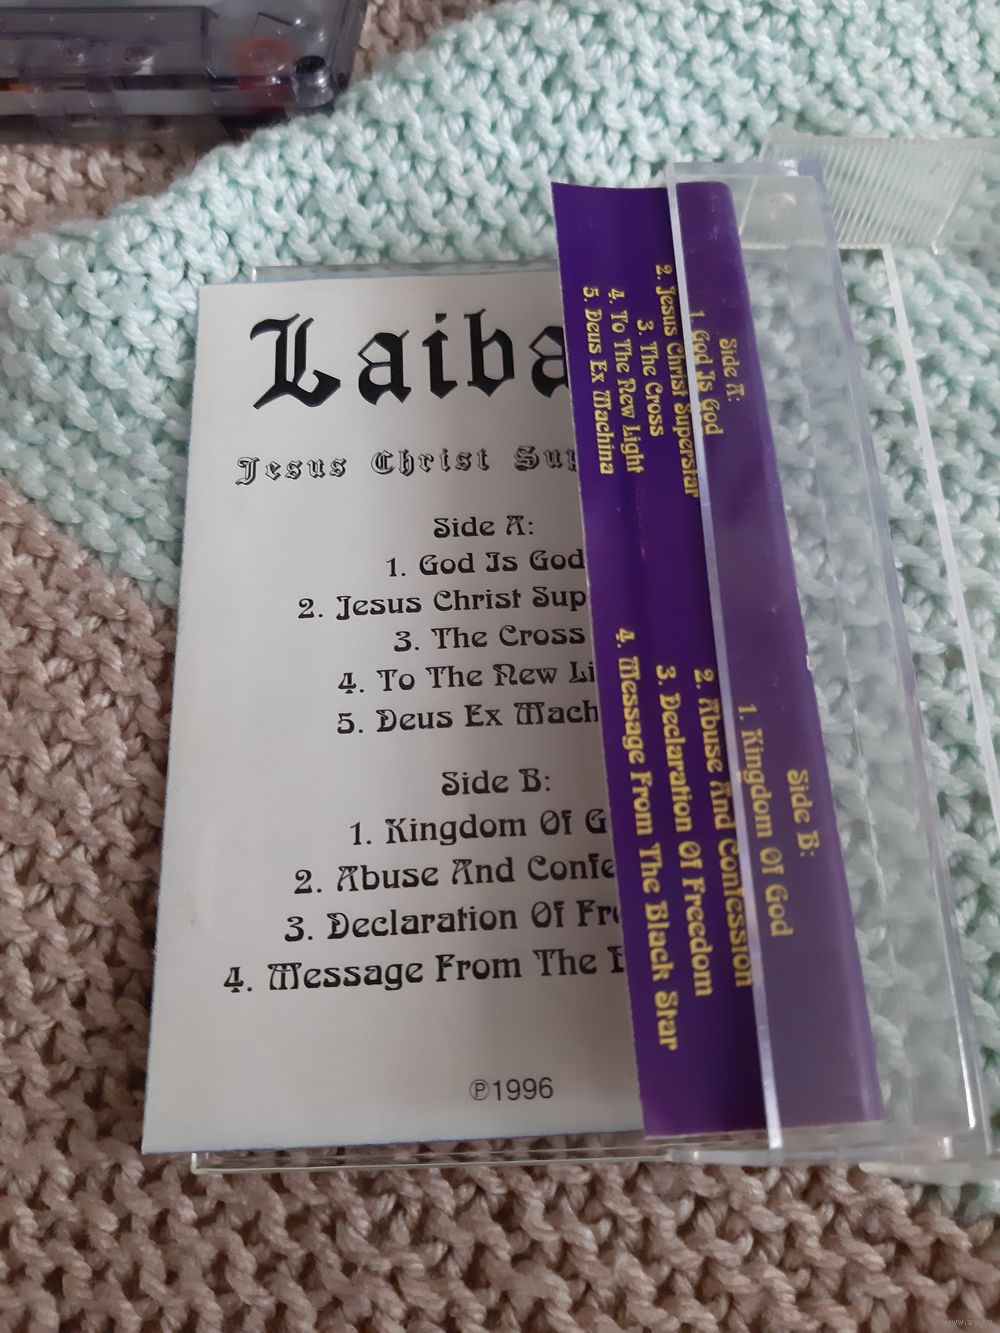 Laiba
Jesus Christ Sup
Side A:
1. God Is God
2. Jesus Christ Sup
3. The Cross
4. To The New Li
5. Deus Ex Mach
Side B:
1. Kingdom Of G
2. Abuse And Confe
3. Declaration Of Fr
4. Message From The
℗1996
Side A:
1. God Is God
2. Jesus Christ Superstar
3. The Cross
4. To The New Light
5. Deus Ex Machina
Side B:
1. Kingdom Of God
2. Abuse And Confession
3. Declaration Of Freedom
4. Message From The Black Star